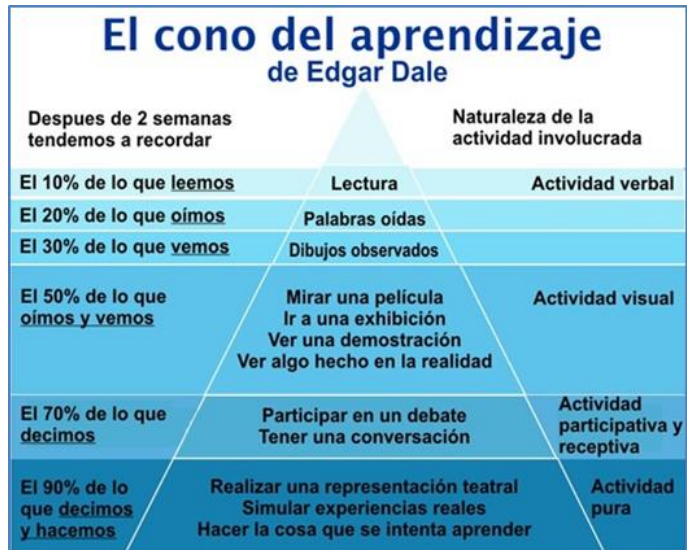 El cono del aprendizaje
de Edgar Dale
Despues de 2 semanas
tendemos a recordar
Naturaleza de la
actividad involucrada
El 10% de lo que leemos
Lectura
Actividad verbal
El 20% de lo que oímos
Palabras oídas
El 30% de lo que vemos
Dibujos observados
El 50% de lo que
oímos y vemos
Mirar una película
Ir a una exhibición
Ver una demostración
Ver algo hecho en la realidad
Actividad visual
El 70% de lo que
decimos
Participar en un debate
Tener una conversación
Actividad
participativa y
receptiva
El 90% de lo
que decimos
y hacemos
Realizar una representación teatral
Simular experiencias reales
Hacer la cosa que se intenta aprender
Actividad
pura